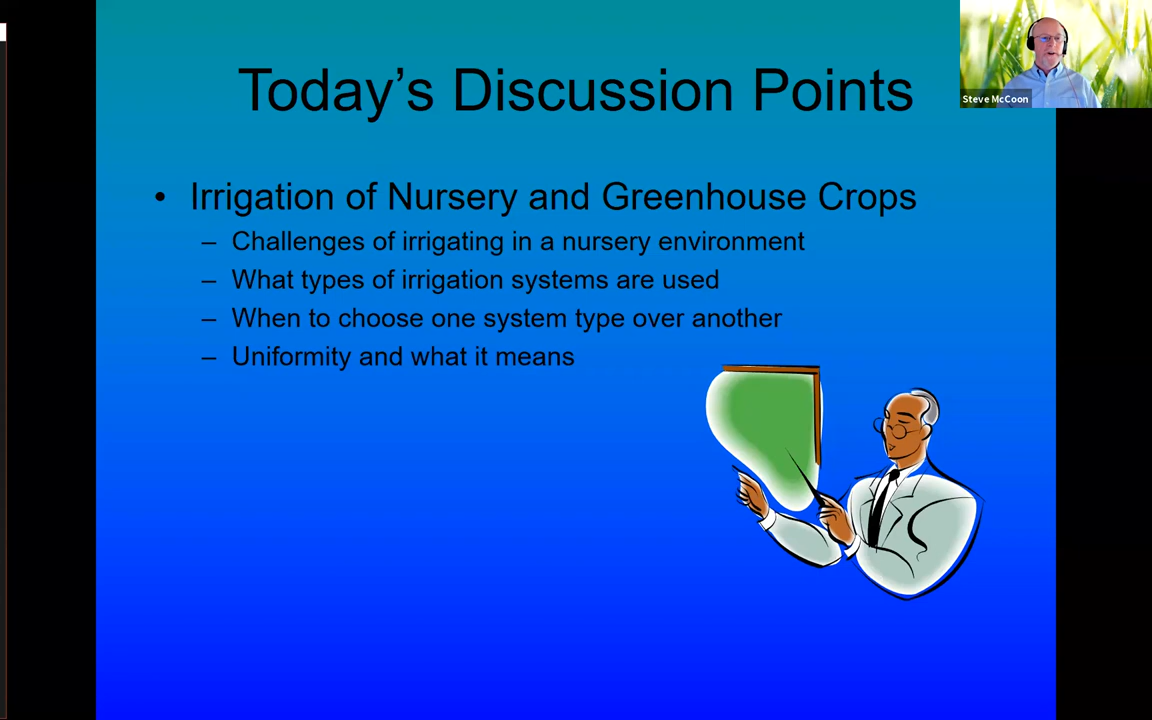 Today's Discussion Points
Steve McCoon
• Irrigation of Nursery and Greenhouse Crops
– Challenges of irrigating in a nursery environment
– What types of irrigation systems are used
– When to choose one system type over another
– Uniformity and what it means